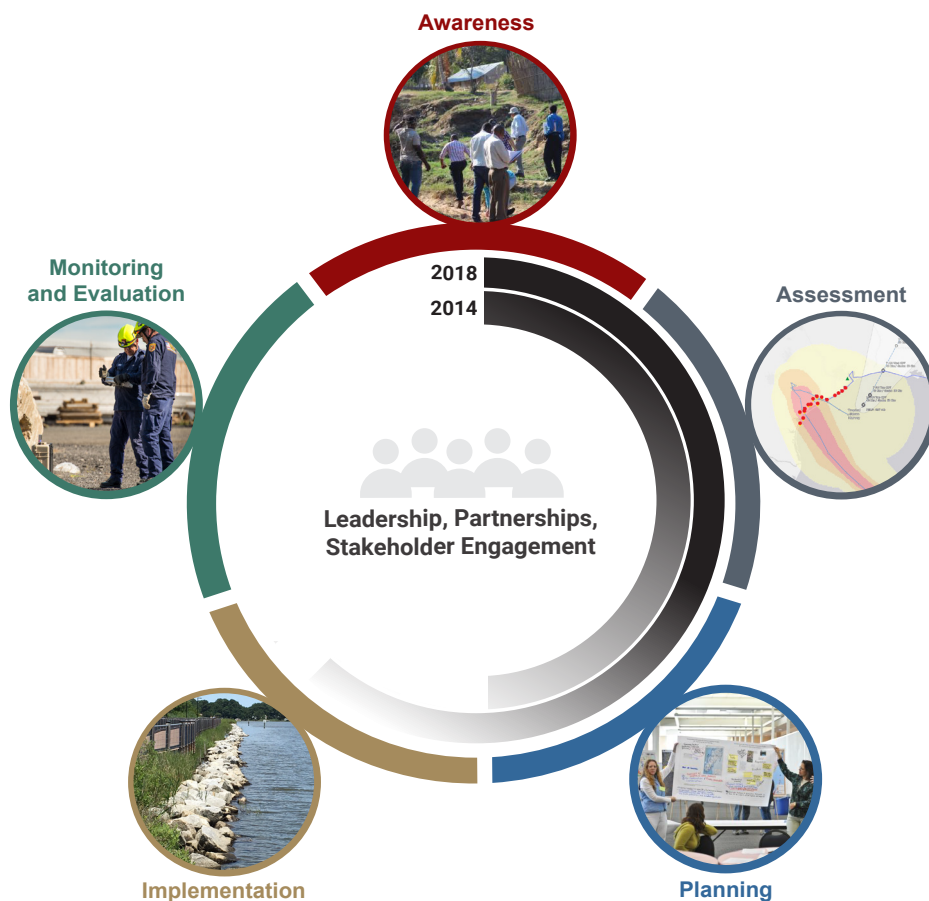 Awareness
Monitoring
and Evaluation
2018
2014
Assessment
Leadership, Partnerships,
Stakeholder Engagement
Implementation
Planning